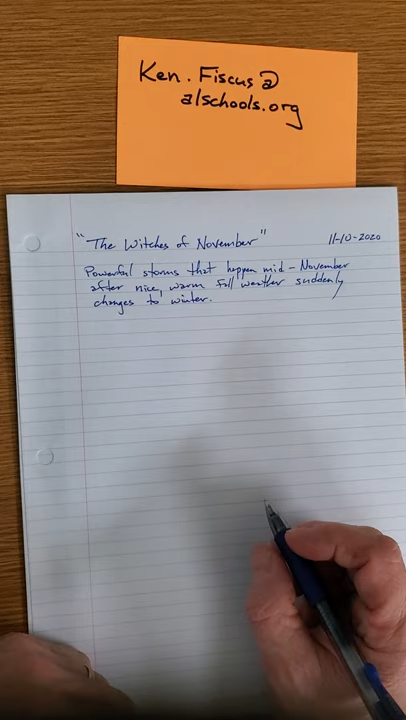 Ken.Fiscus@
alschools.org
"The Witches of November" 11-10-2020
Powerful storms that happen mid-November
after nice, warm fall weather suddenly
changes to winter.